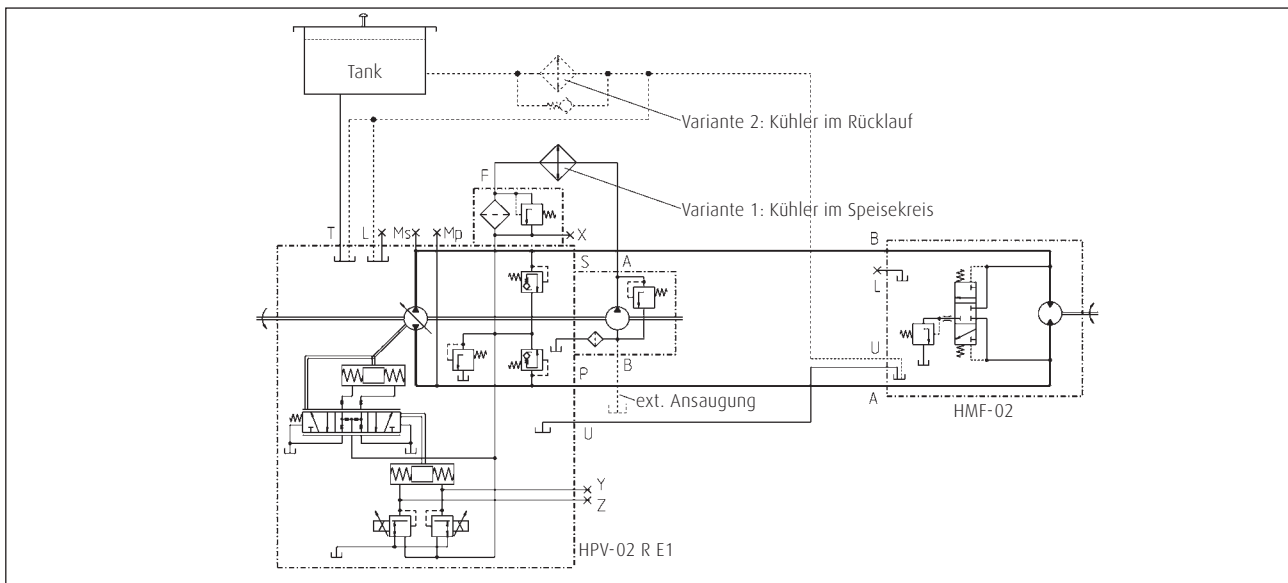 Tank
Variante 2: Kühler im Rücklauf
F
Variante 1: Kühler im Speisekreis
T
L
Ms
Mp
X
B
S
A
L
U
B
P
A
ext. Ansaugung
HMF-02
U
Y
Z
HPV-02 R E1